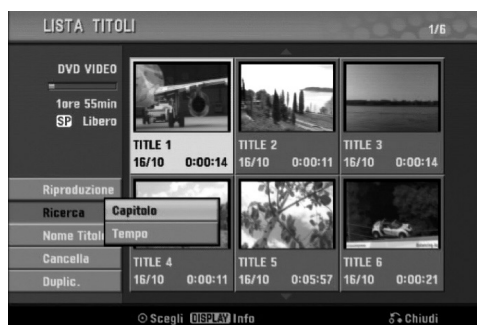 LISTA TITOLI
1/6
DVD VIDEO
1ore 55min
SP Libero
TITLE 1
16/10 0:00:14
TITLE 2
16/10 0:00:11
TITLE 3
16/10 0:00:14
Riproduzione
Ricerca
Capitolo
Nome Titolo
Tempo
Cancella
Duplic.
TITLE 4
16/10 0:00:11
TITLE 5
16/10 0:05:57
TITLE 6
16/10 0:00:21
Scegli DISPLAY Info
Chiudi